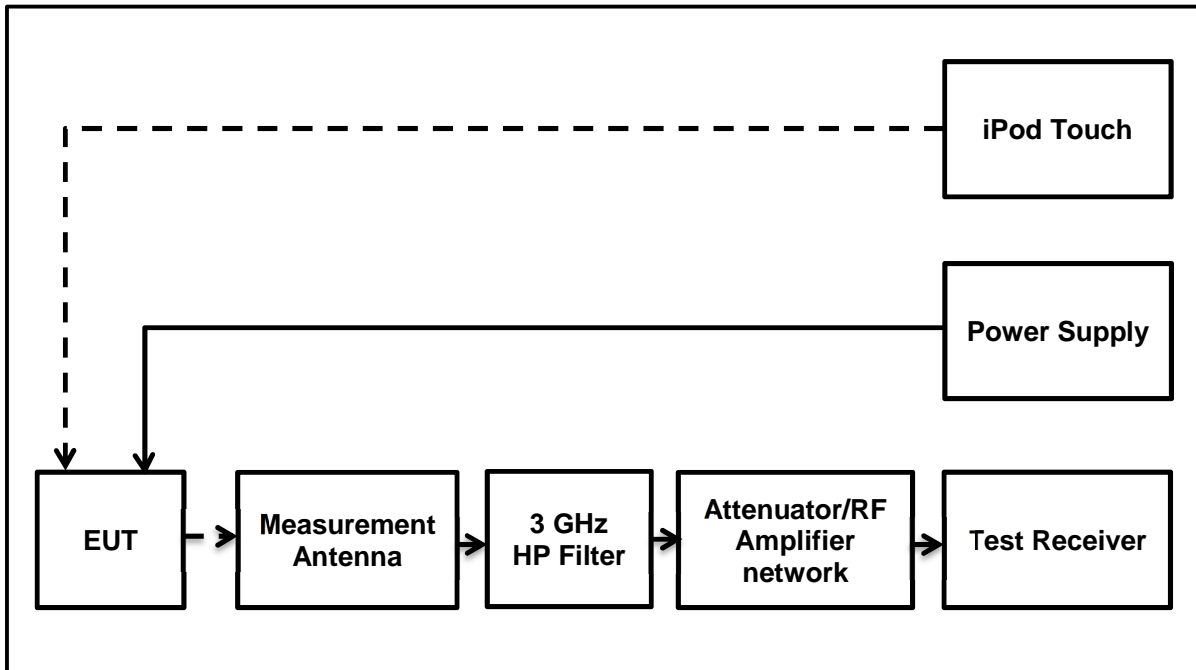 iPod Touch
Power Supply
EUT
Measurement
Antenna
3 GHz
HP Filter
Attenuator/RF
Amplifier
network
Test Receiver